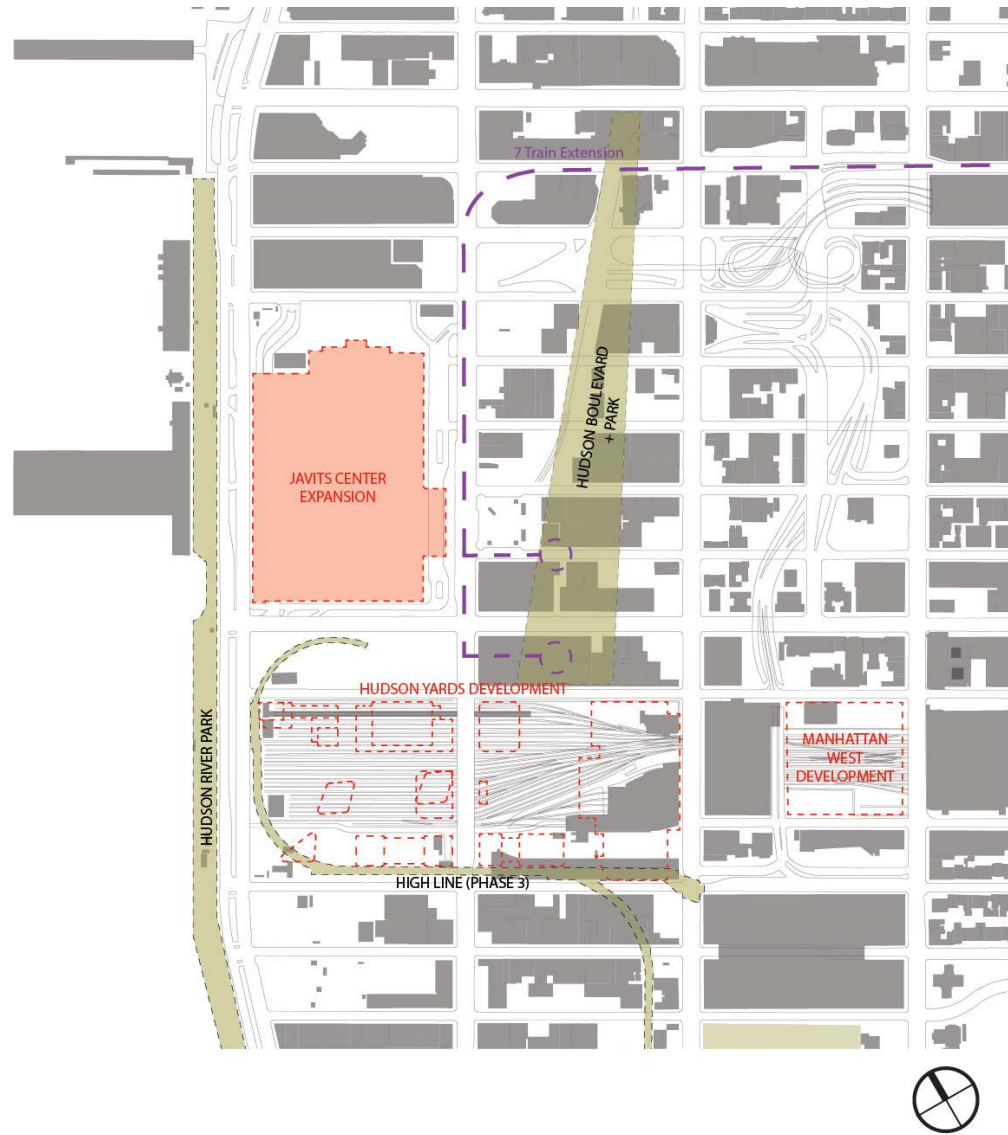 7 Train Extension
HUDSON BOULEVARD
+ PARK
JAVITS CENTER
EXPANSION
HUDSON YARDS DEVELOPMENT
HUDSON RIVER PARK
MANHATTAN
WEST
DEVELOPMENT
HIGH LINE (PHASE 3)